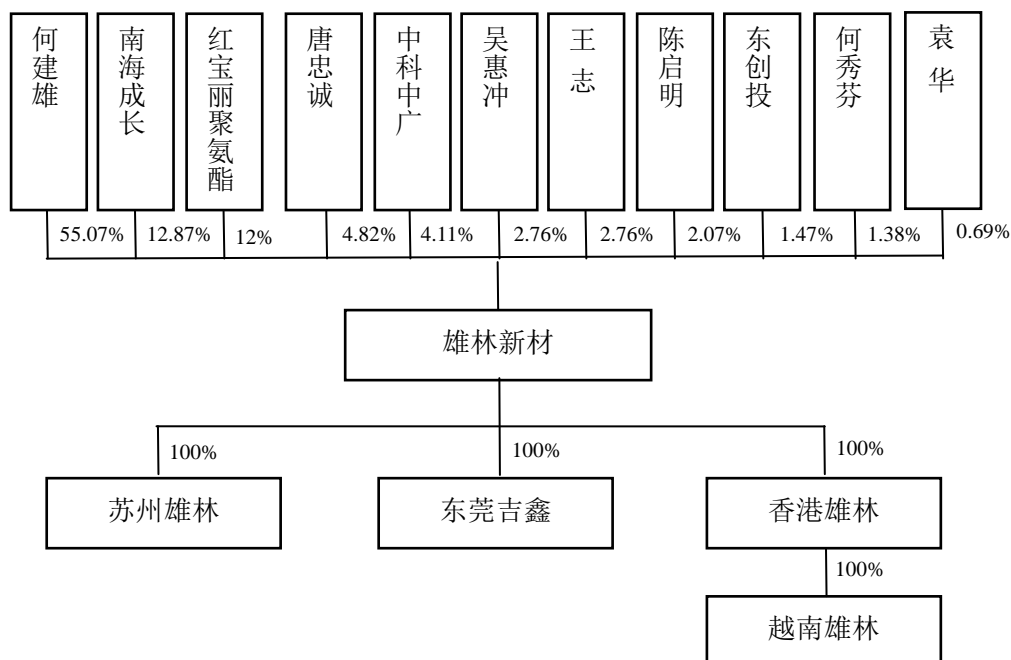 何建雄
南海成长
红宝丽聚氨酯
唐忠诚
中科中广
吴惠冲
王志
陈启明
东创投
何秀芬
袁华
55.07%
12.87%
12%
4.82%
4.11%
2.76%
2.76%
2.07%
1.47%
1.38%
0.69%
雄林新材
100%
100%
100%
苏州雄林
东莞吉鑫
香港雄林
100%
越南雄林